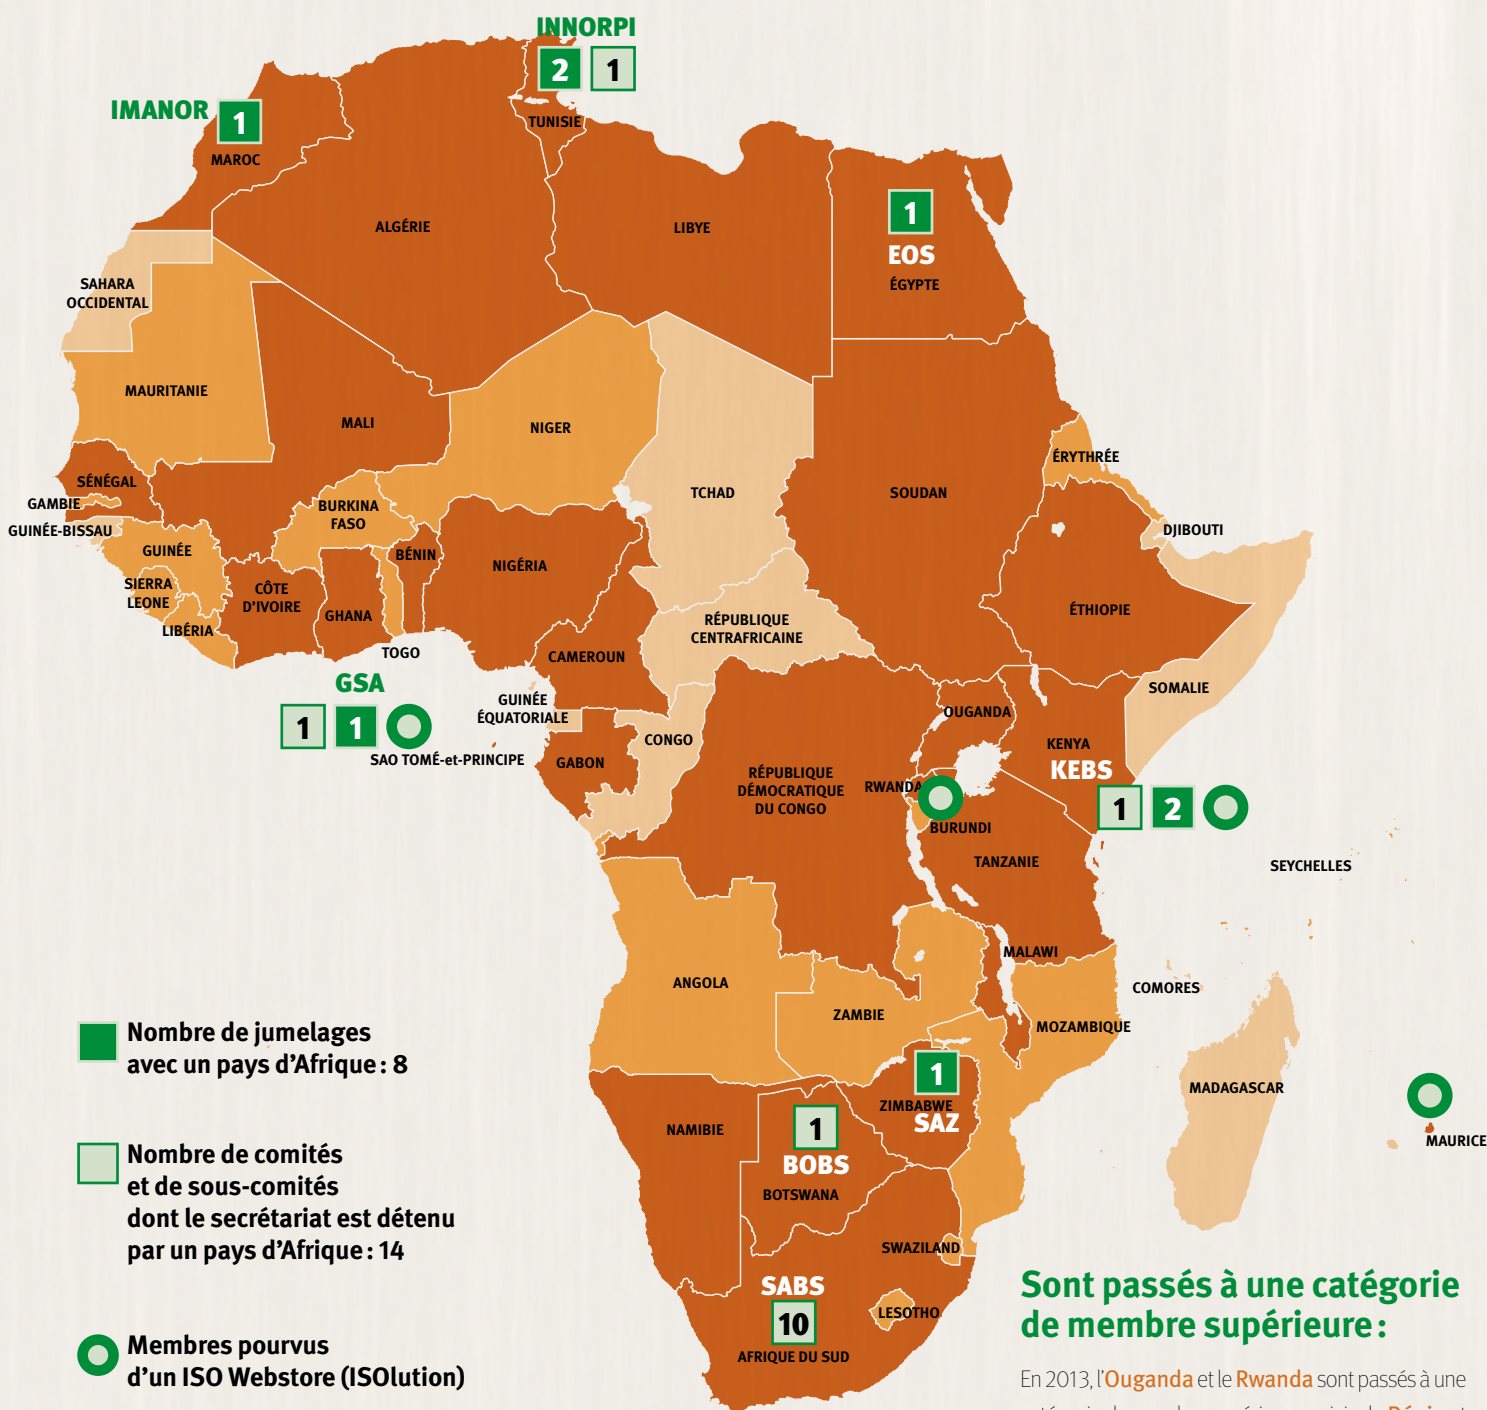 INNORPI
2 1
IMANOR
1
MAROC
TUNISIE
ALGÉRIE
LIBYE
1
EOS
ÉGYPTE
SAHARA
OCCIDENTAL
MAURITANIE
MALI
NIGER
TCHAD
SOUDAN
ÉRYTHRÉE
SÉNÉGAL
GAMBIE
GUINÉE-BISSAU
BURKINA
FASO
DJIBOUTI
GUINÉE
BÉNIN
NIGÉRIA
SIERRA
LEONE
CÔTE
D'IVOIRE
GHANA
ÉTHIOPIE
LIBÉRIA
TOGO
CAMEROUN
RÉPUBLIQUE
CENTRAFRICAINE
GSA
1 1
GUINÉE
ÉQUATORIALE
SOMALIE
OUGANDA
CONGO
KENYA
KEBS
1 2
SAO TOMÉ-et-PRINCIPE
GABON
RÉPUBLIQUE
DÉMOCRATIQUE
DU CONGO
RWANDA
BURUNDI
TANZANIE
SEYCHELLES
MALAWI
ANGOLA
COMORES
ZAMBIE
MOZAMBIQUE
MADAGASCAR
MAURICE
1
ZIMBABWE
SAZ
NAMIBIE
1
BOBS
BOTSWANA
SWAZILAND
LESOTHO
SABS
10
AFRIQUE DU SUD
Nombre de jumelages
avec un pays d'Afrique : 8
Nombre de comités
et de sous-comités
dont le secrétariat est détenu
par un pays d'Afrique : 14
Membres pourvus
d'un ISO Webstore (ISOlution)
Sont passés à une catégorie
de membre supérieure :
En 2013, l'Ouganda et le Rwanda sont passés à une